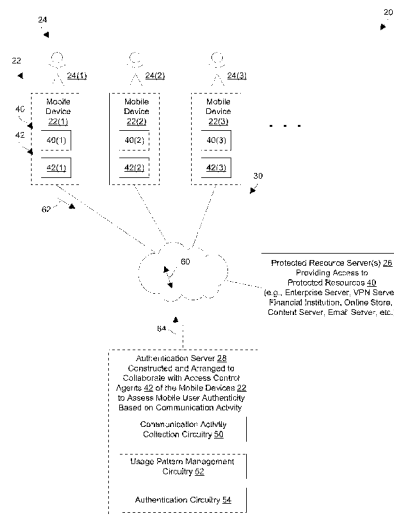 20
24
22
24(1)
24(2)
24(3)
Mobile Device 22(1)
Mobile Device 22(2)
Mobile Device 22(3)
40
40(1)
40(2)
40(3)
42
42(1)
42(2)
42(3)
. . .
62
30
60
Protected Resource Server(s) 26
Providing Access to
Protected Resources 40
(e.g., Enterprise Server, VPN Serve
Financial Institution, Online Store,
Content Server, Email Server, etc.
64
Authentication Server 28
Constructed and Arranged to
Collaborate with Access Control
Agents 42 of the Mobile Devices 22
to Assess Mobile User Authenticity
Based on Communication Activity
Communication Activity
Collection Circuitry 50
Usage Pattern Management
Circuitry 52
Authentication Circuitry 54